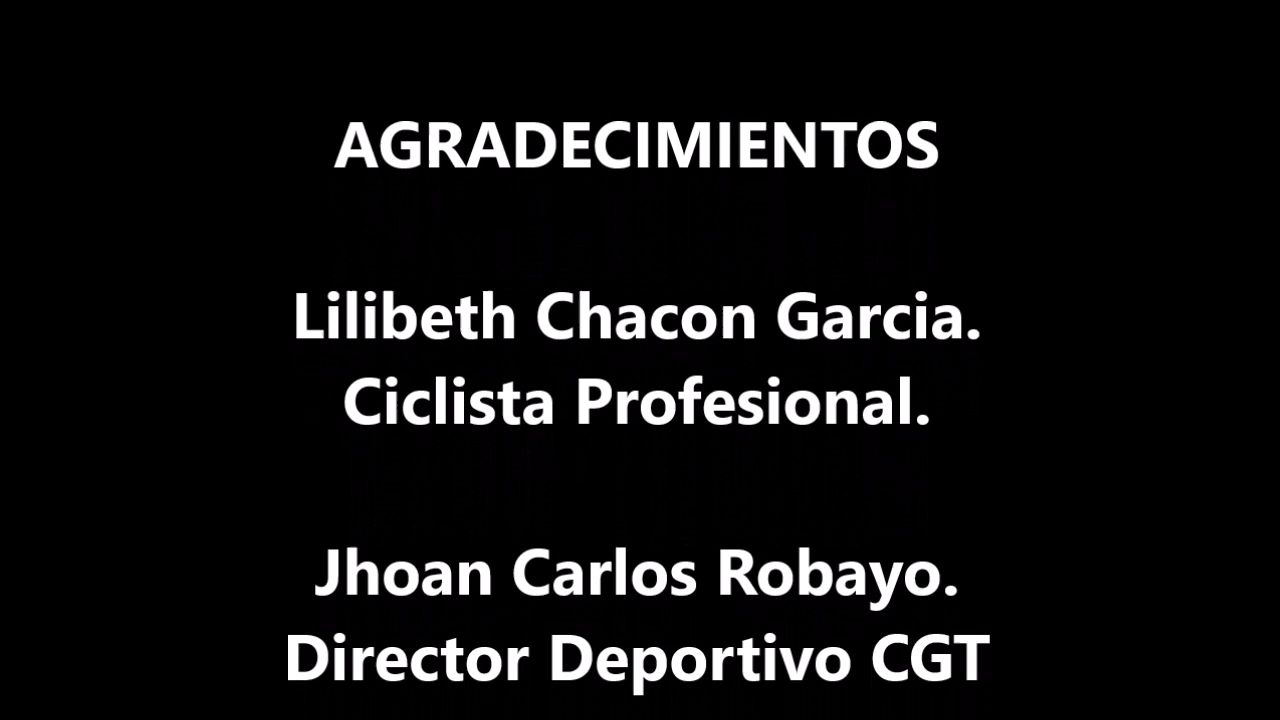 AGRADECIMIENTOS
Lilibeth Chacon Garcia.
Ciclista Profesional.
Jhoan Carlos Robayo.
Director Deportivo CGT